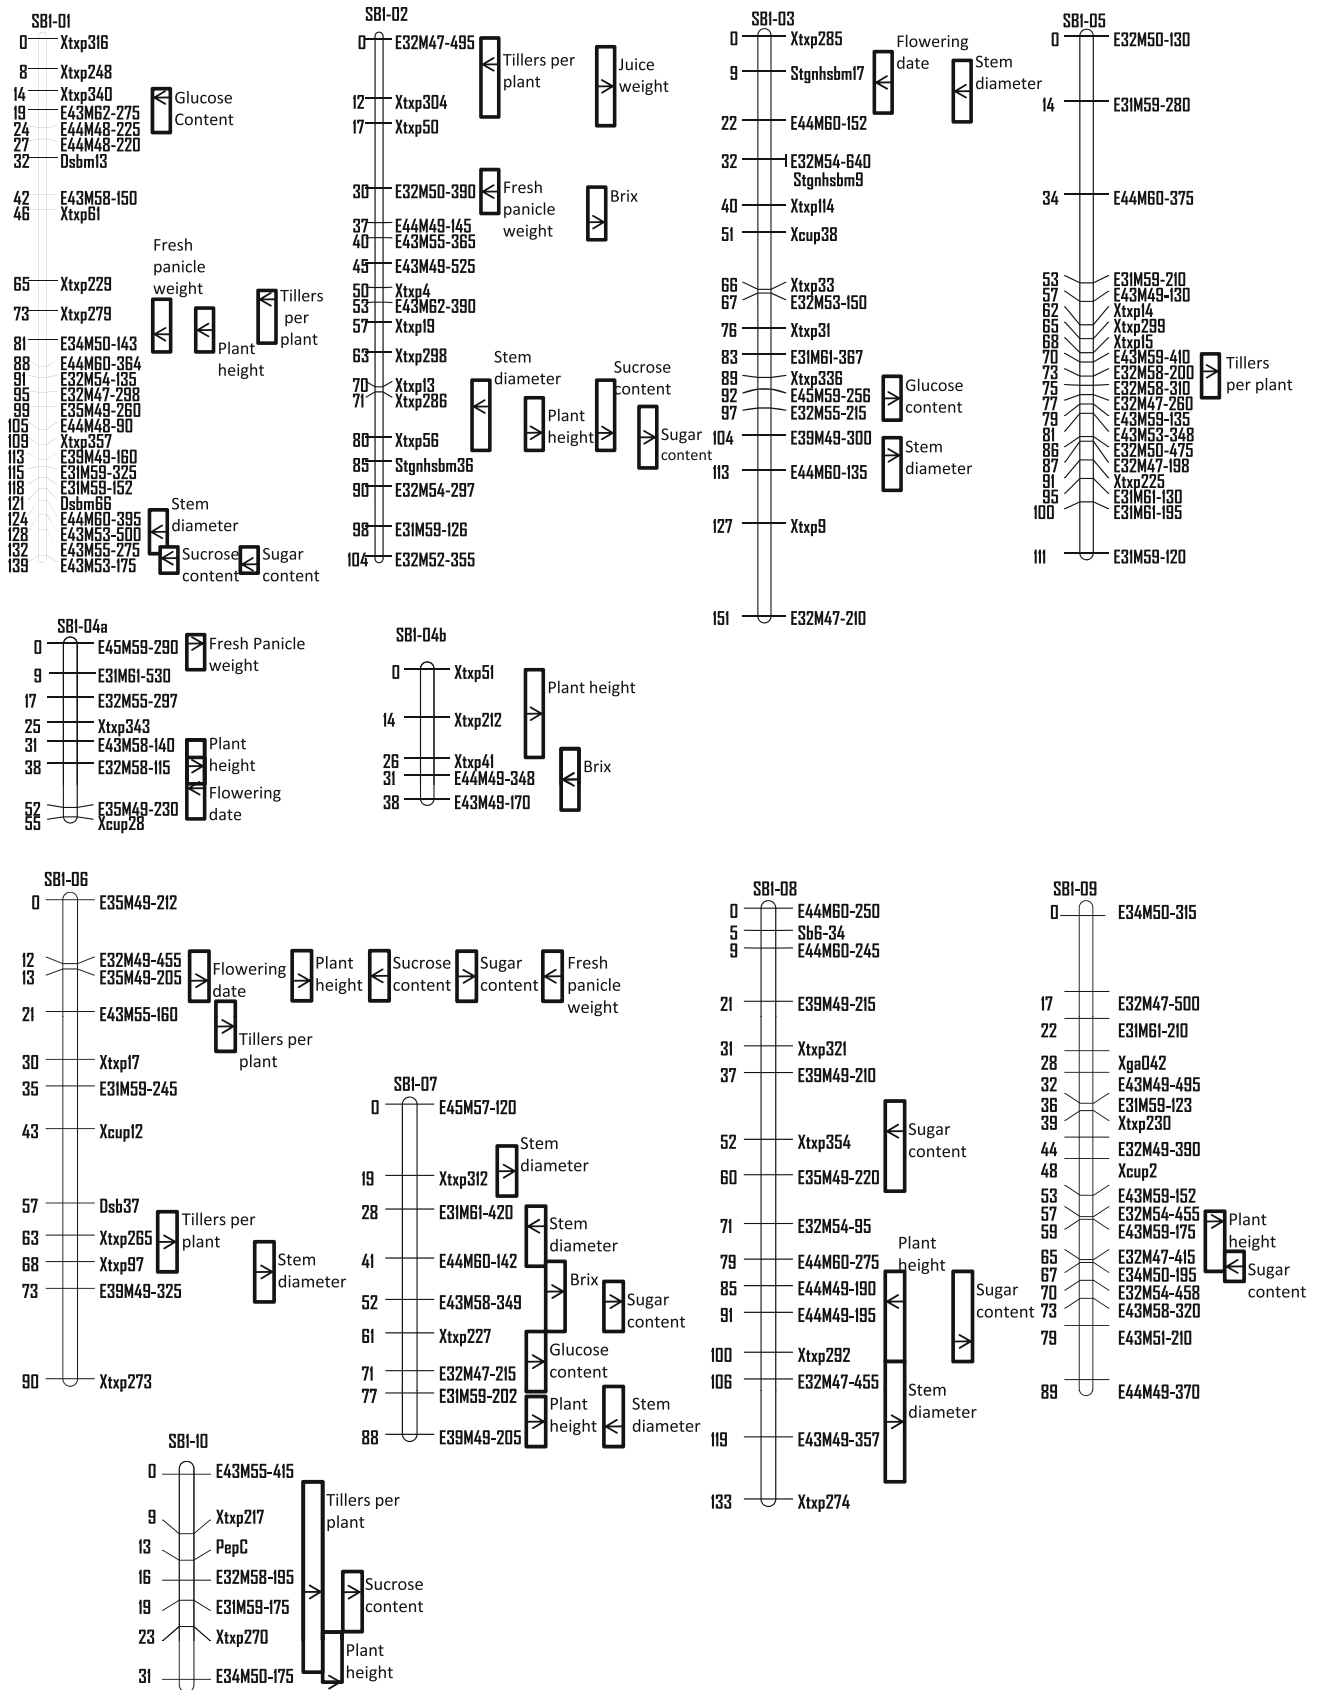 SB1-01
0 Xtxp316
8 Xtxp248
14 Xtxp340
19 E43M62-275
24 E44M48-225
27 E44M48-220
32 Dsbm13
42 E43M58-150
46 Xtxp61
65 Xtxp229
73 Xtxp279
81 E34M50-143
88 E44M60-364
91 E32M54-135
95 E32M47-298
99 E35M49-260
105 E44M48-90
109 Xtxp357
113 E39M49-160
115 E31M59-325
118 E31M59-152
121 Dsbm66
124 E44M60-395
128 E43M53-500
132 E43M55-275
139 E43M53-175
Glucose
Content
Fresh
panicle
weight
Plant
height
Tillers
per
plant
Stem
diameter
Sucrose
content
Sugar
content
SB1-02
0 E32M47-495
12 Xtxp304
17 Xtxp50
30 E32M50-390
37 E44M49-145
40 E43M55-365
45 E43M49-525
50 Xtxp4
53 E43M62-390
57 Xtxp19
63 Xtxp298
70 Xtxp13
71 Xtxp286
80 Xtxp56
85 Stgnhsbm36
90 E32M54-297
98 E31M59-126
104 E32M52-355
Tillers per
plant
Juice
weight
Fresh
panicle
weight
Brix
Stem
diameter
Plant
height
Sucrose
content
Sugar
content
SB1-03
0 Xtxp285
9 Stgnhsbm17
22 E44M60-152
32 E32M54-640
Stgnhsbm9
40 Xtxp114
51 Xcup38
66 Xtxp33
67 E32M53-150
76 Xtxp31
83 E31M61-367
89 Xtxp336
92 E45M59-256
97 E32M55-215
104 E39M49-300
113 E44M60-135
127 Xtxp9
151 E32M47-210
Flowering
date
Stem
diameter
Glucose
content
Stem
diameter
SB1-05
0 E32M50-130
14 E31M59-280
34 E44M60-375
53 E31M59-210
57 E43M49-130
62 Xtxp14
65 Xtxp299
68 Xtxp15
70 E43M59-410
73 E32M58-200
75 E32M58-310
77 E32M47-260
79 E43M59-135
81 E43M53-348
86 E32M50-475
87 E32M47-198
91 Xtxp225
95 E31M61-130
100 E31M61-195
111 E31M59-120
Tillers
per plant
SB1-04a
0 E45M59-290
9 E31M61-530
17 E32M55-297
25 Xtxp343
31 E43M58-140
38 E32M58-115
52 E35M49-230
55 Xcup28
Fresh Panicle
weight
Plant
height
Flowering
date
SB1-04b
0 Xtxp51
14 Xtxp212
26 Xtxp41
31 E44M49-348
38 E43M49-170
Plant height
Brix
SB1-06
0 E35M49-212
12 E32M49-455
13 E35M49-205
21 E43M55-160
30 Xtxp17
35 E31M59-245
43 Xcup12
57 Dsb37
63 Xtxp265
68 Xtxp97
73 E39M49-325
90 Xtxp273
Flowering
date
Plant
height
Sucrose
content
Sugar
content
Fresh
panicle
weight
Tillers per
plant
Tillers per
plant
Stem
diameter
SB1-07
0 E45M57-120
19 Xtxp312
28 E31M61-420
41 E44M60-142
52 E43M58-349
61 Xtxp227
71 E32M47-215
77 E31M59-202
88 E39M49-205
Stem
diameter
Stem
diameter
Brix
Sugar
content
Glucose
content
Plant
height
Stem
diameter
SB1-08
0 E44M60-250
5 Sb6-34
9 E44M60-245
21 E39M49-215
31 Xtxp321
37 E39M49-210
52 Xtxp354
60 E35M49-220
71 E32M54-95
79 E44M60-275
85 E44M49-190
91 E44M49-195
100 Xtxp292
106 E32M47-455
119 E43M49-357
133 Xtxp274
Sugar
content
Plant
height
Sugar
content
Stem
diameter
SB1-09
0 E34M50-315
17 E32M47-500
22 E31M61-210
28 Xga042
32 E43M49-495
36 E31M59-123
39 Xtxp230
44 E32M49-390
48 Xcup2
53 E43M59-152
57 E32M54-455
59 E43M59-175
65 E32M47-415
67 E34M50-195
70 E32M54-458
73 E43M58-320
79 E43M51-210
89 E44M49-370
Plant
height
Sugar
content
SB1-10
0 E43M55-415
9 Xtxp217
13 PepC
16 E32M58-195
19 E31M59-175
23 Xtxp270
31 E34M50-175
Tillers per
plant
Sucrose
content
Plant
height